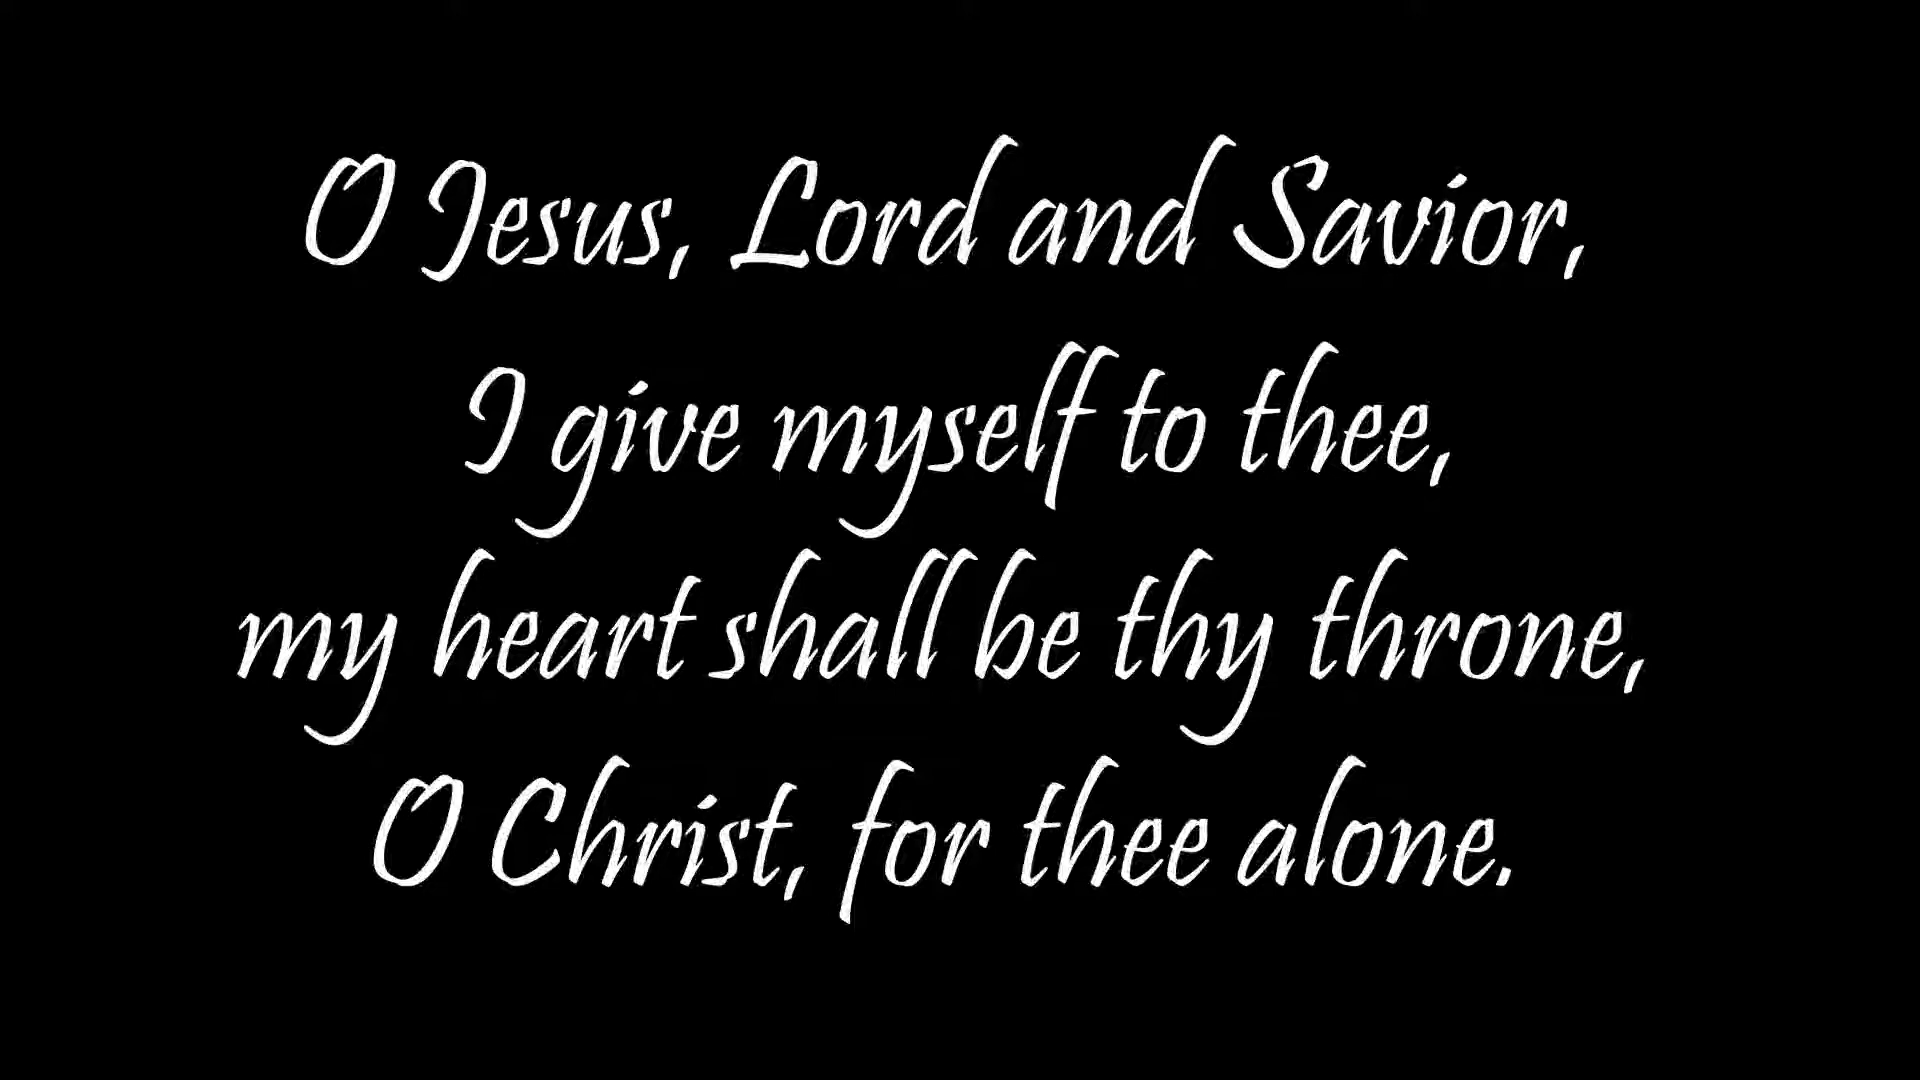 O Jesus, Lord and Savior,
I give myself to thee,
my heart shall be thy throne,
O Christ, for thee alone.